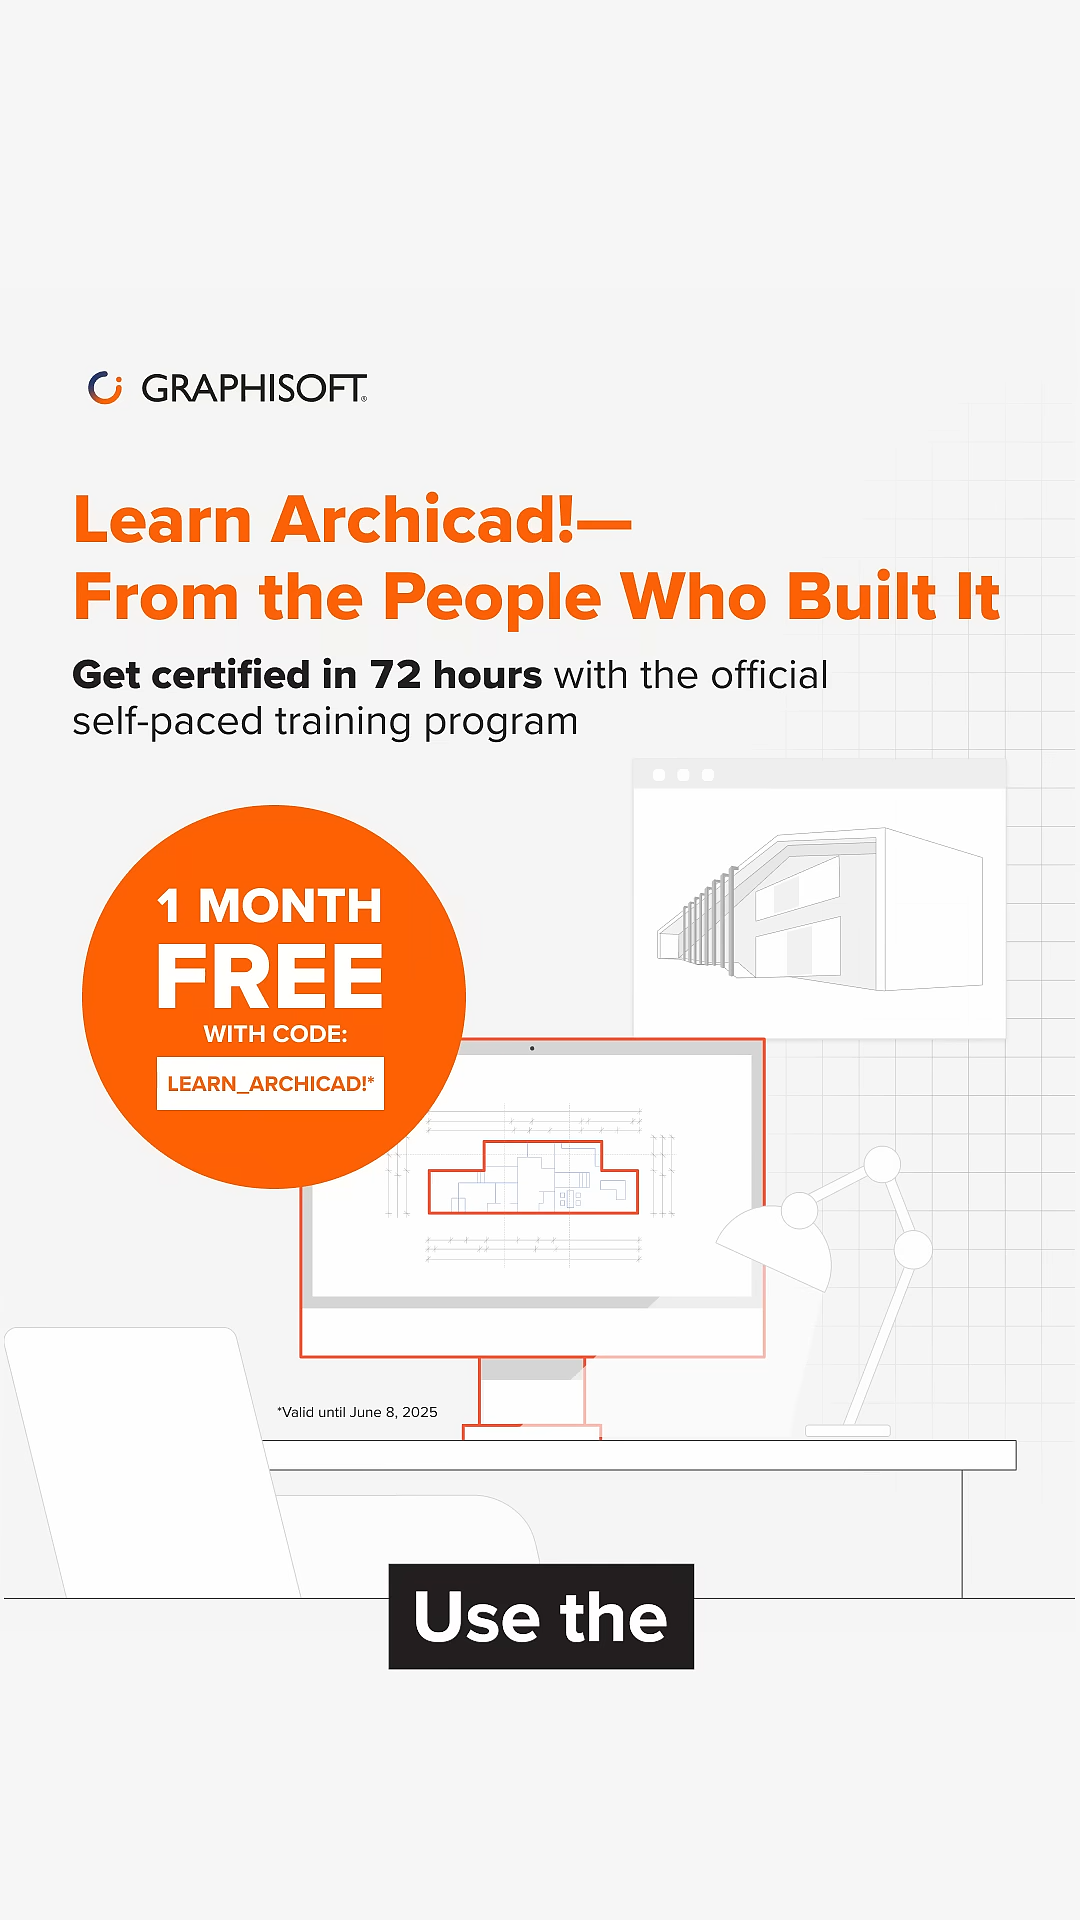 GRAPHISOFT®
Learn Archicad!—
From the People Who Built It
Get certified in 72 hours with the official
self-paced training program
1 MONTH
FREE
WITH CODE:
LEARN_ARCHICAD!*
*Valid until June 8, 2025
Use the